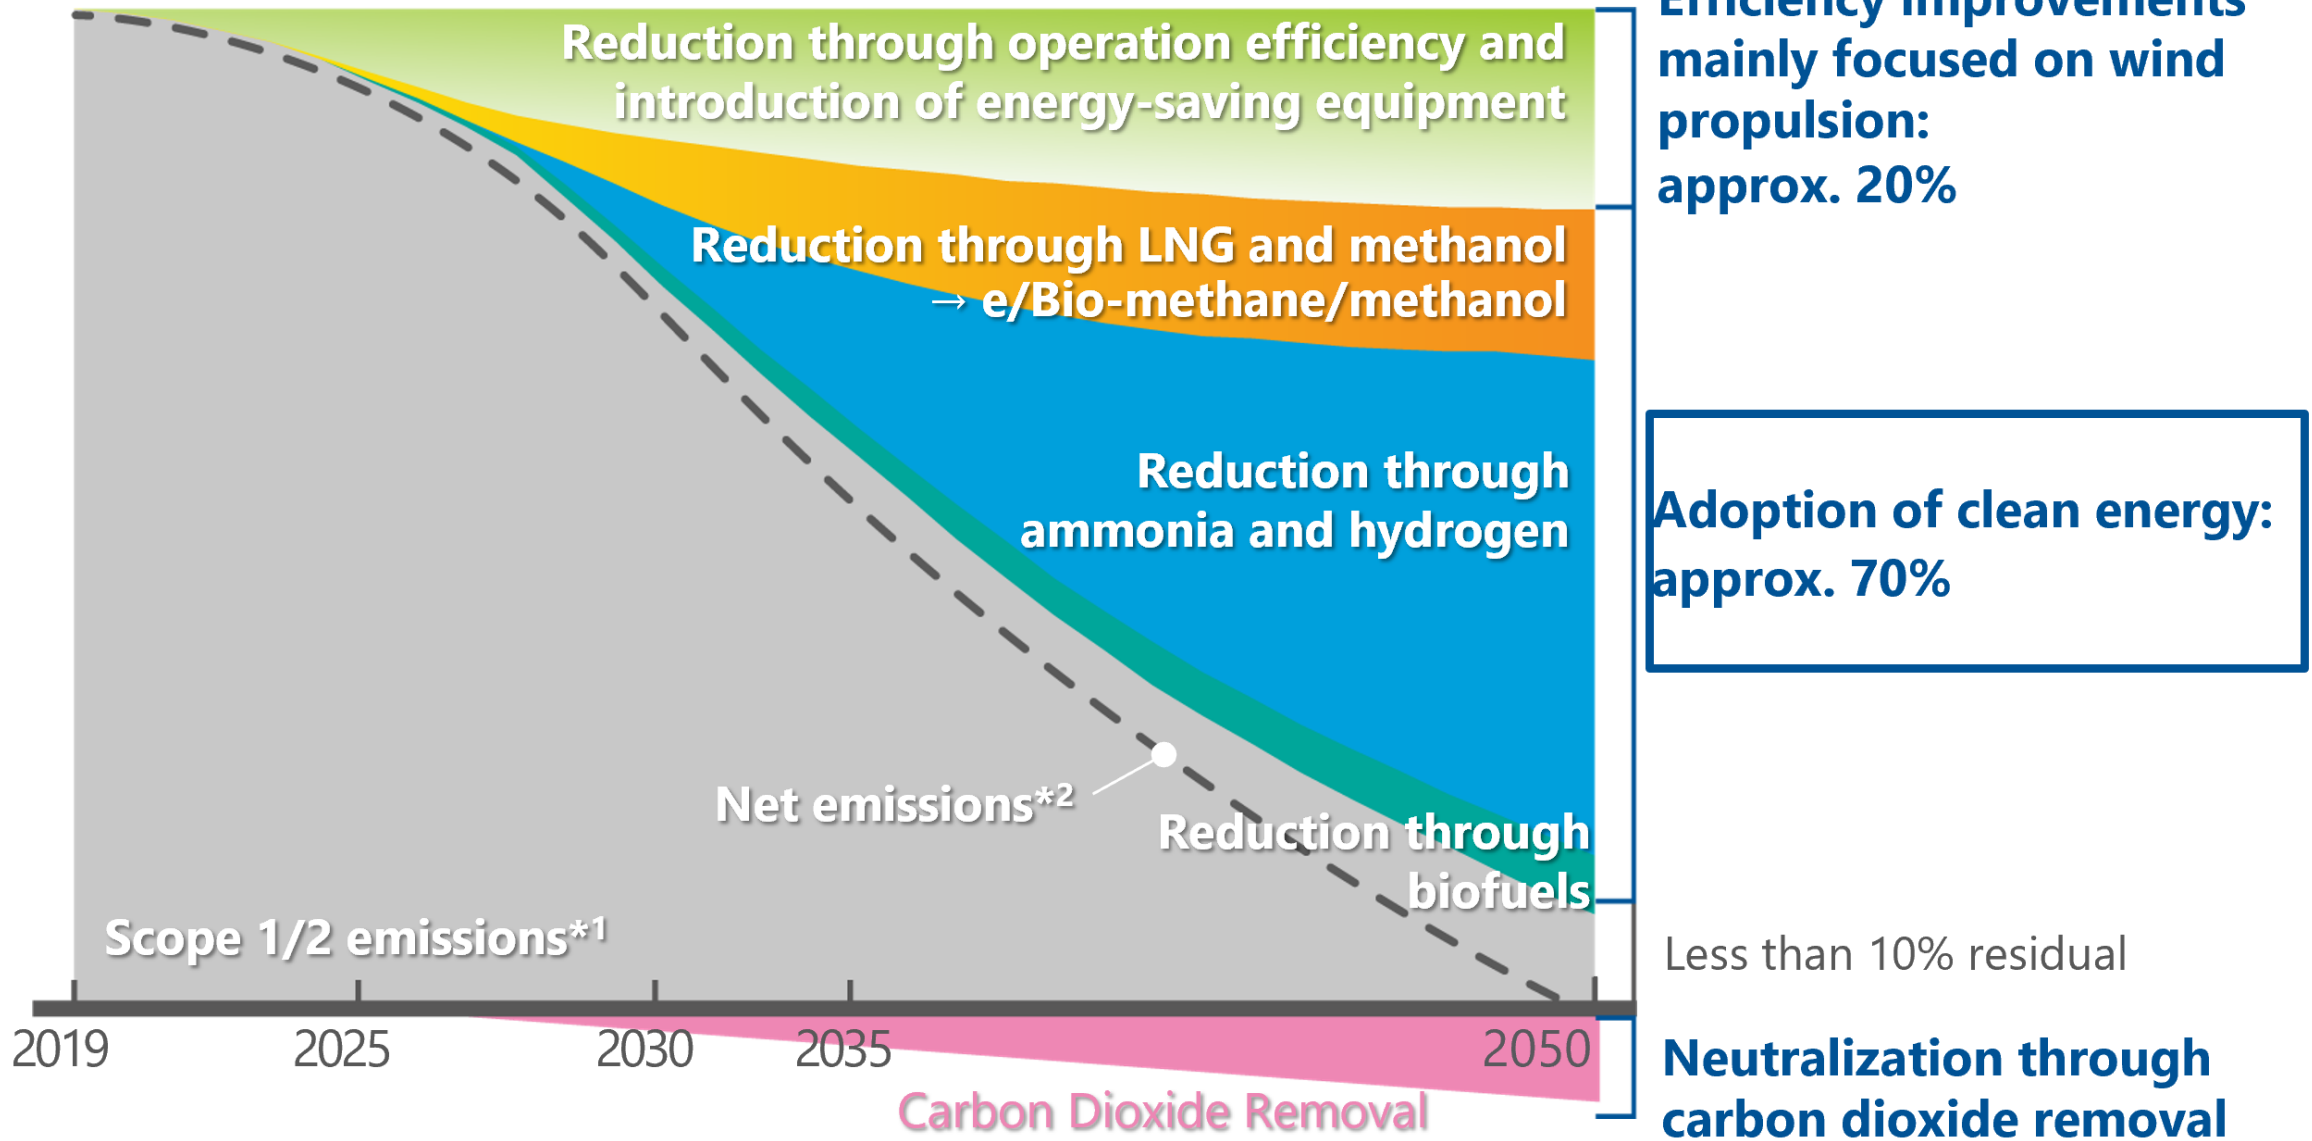 Efficiency improvements
mainly focused on wind
propulsion:
approx. 20%
Reduction through operation efficiency and
introduction of energy-saving equipment
Reduction through LNG and methanol
→ e/Bio-methane/methanol
Reduction through
ammonia and hydrogen
Adoption of clean energy:
approx. 70%
Net emissions*2
Reduction through
biofuels
Scope 1/2 emissions*1
Less than 10% residual
2019
2025
2030
2035
2050
Carbon Dioxide Removal
Neutralization through
carbon dioxide removal